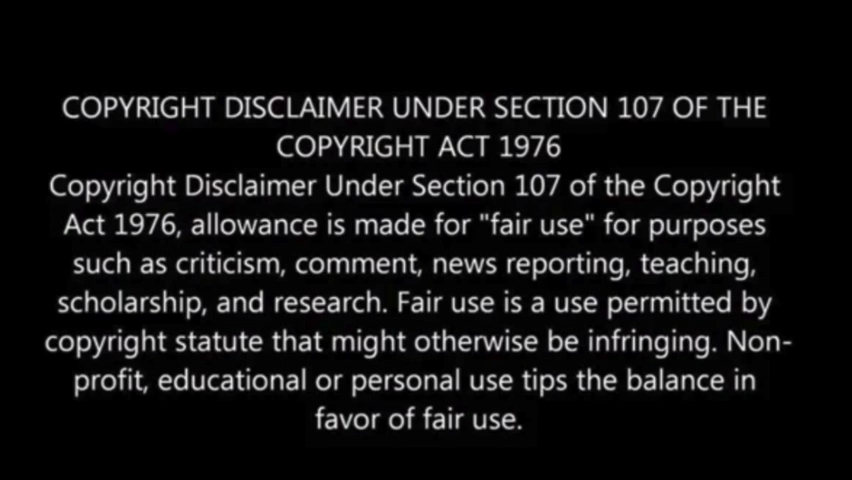 COPYRIGHT DISCLAIMER UNDER SECTION 107 OF THE
COPYRIGHT ACT 1976
Copyright Disclaimer Under Section 107 of the Copyright
Act 1976, allowance is made for "fair use" for purposes
such as criticism, comment, news reporting, teaching,
scholarship, and research. Fair use is a use permitted by
copyright statute that might otherwise be infringing. Non-
profit, educational or personal use tips the balance in
favor of fair use.